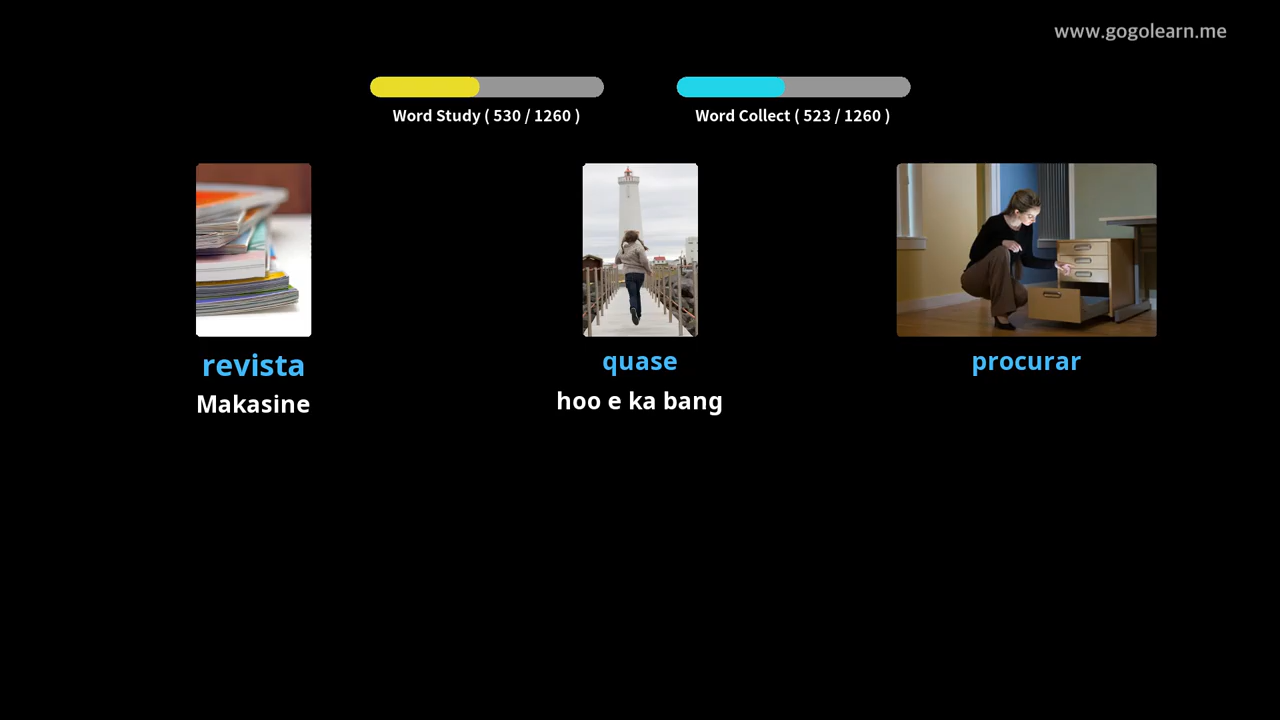 www.gogolearn.me
Word Study ( 530 / 1260 )
Word Collect ( 523 / 1260 )
revista
Makasine
quase
hoo e ka bang
procurar